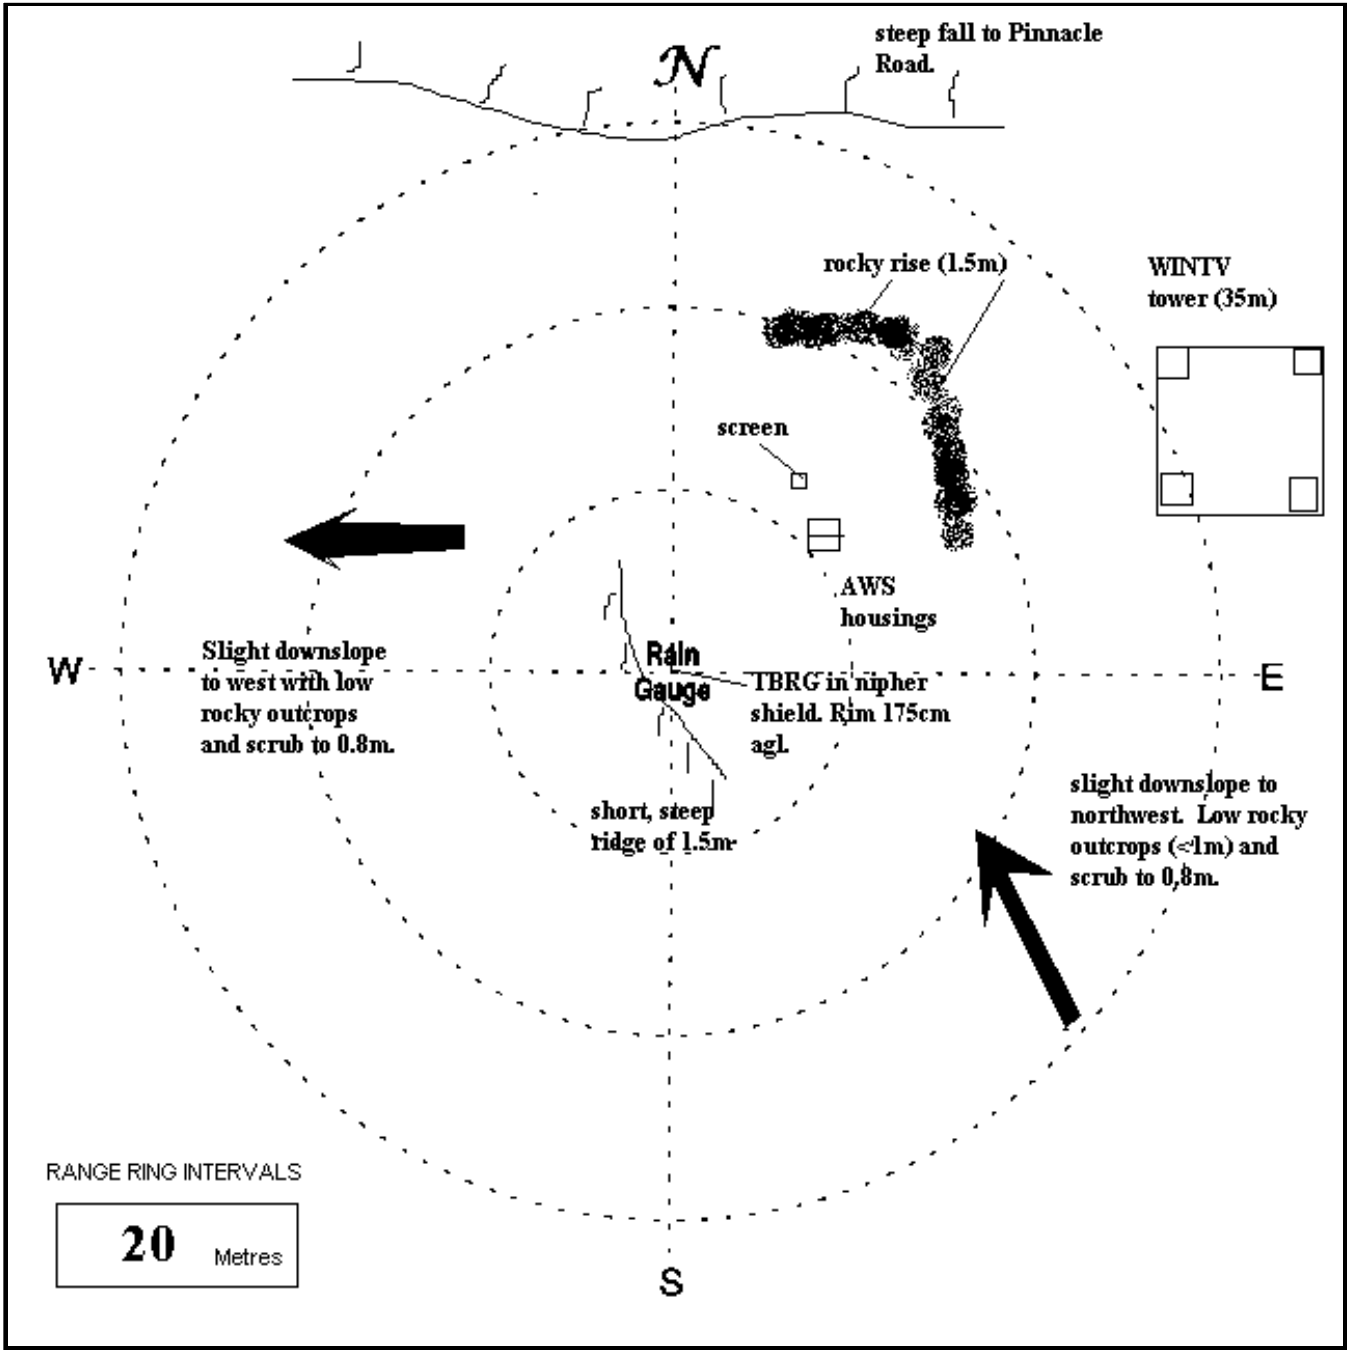 steep fall to Pinnacle
Road.
N
rocky rise (1.5m)
WINTV
tower (35m)
screen
AWS
housings
W
Slight downslope
to west with low
rocky outcrops
and scrub to 0.8m.
Rain
Gauge
TBRG in nipher
shield. Rim 175cm
agl.
E
short, steep
ridge of 1.5m
slight downslope to
northwest. Low rocky
outcrops (<1m) and
scrub to 0,8m.
RANGE RING INTERVALS
20 Metres
S